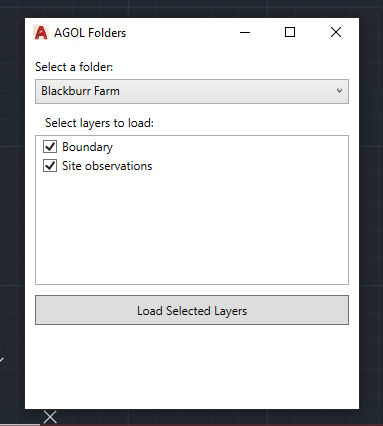 AGOL Folders
Select a folder:
Blackburr Farm
Select layers to load:
Boundary
Site observations
Load Selected Layers